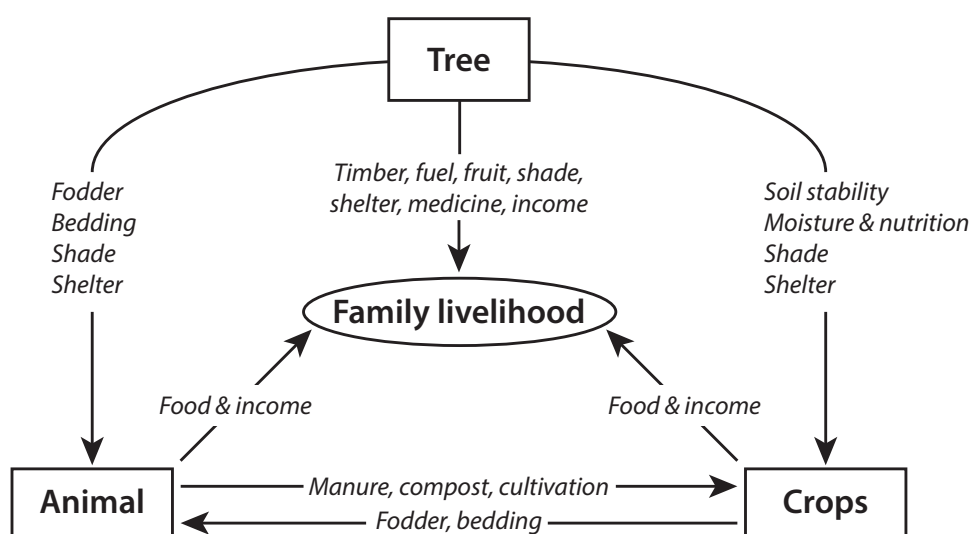 Tree
Timber, fuel, fruit, shade,
shelter, medicine, income
Fodder
Bedding
Shade
Shelter
Soil stability
Moisture & nutrition
Shade
Shelter
Family livelihood
Food & income
Food & income
Animal
Manure, compost, cultivation
Fodder, bedding
Crops